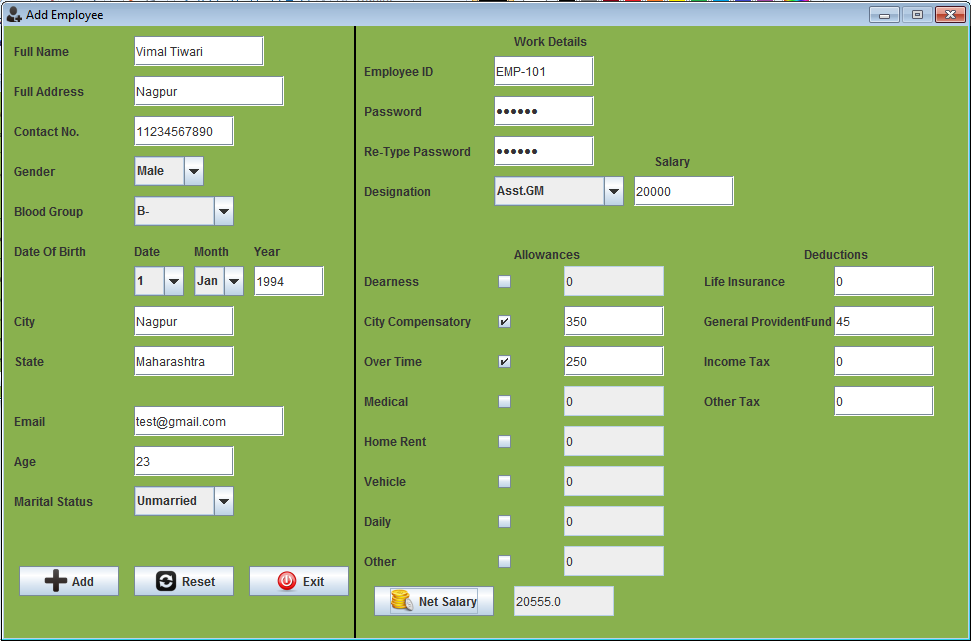 Add Employee
Full Name Vimal Tiwari
Full Address Nagpur
Contact No. 11234567890
Gender Male
Blood Group B-
Date Of Birth Date Month Year
1 Jan 1994
City Nagpur
State Maharashtra
Email test@gmail.com
Age 23
Marital Status Unmarried
Add Reset Exit
Work Details
Employee ID EMP-101
Password ••••••
Re-Type Password ••••••
Salary
Designation Asst.GM 20000
Allowances
Dearness 0
City Compensatory 350
Over Time 250
Medical 0
Home Rent 0
Vehicle 0
Daily 0
Other 0
Deductions
Life Insurance 0
General ProvidentFund 45
Income Tax 0
Other Tax 0
Net Salary 20555.0